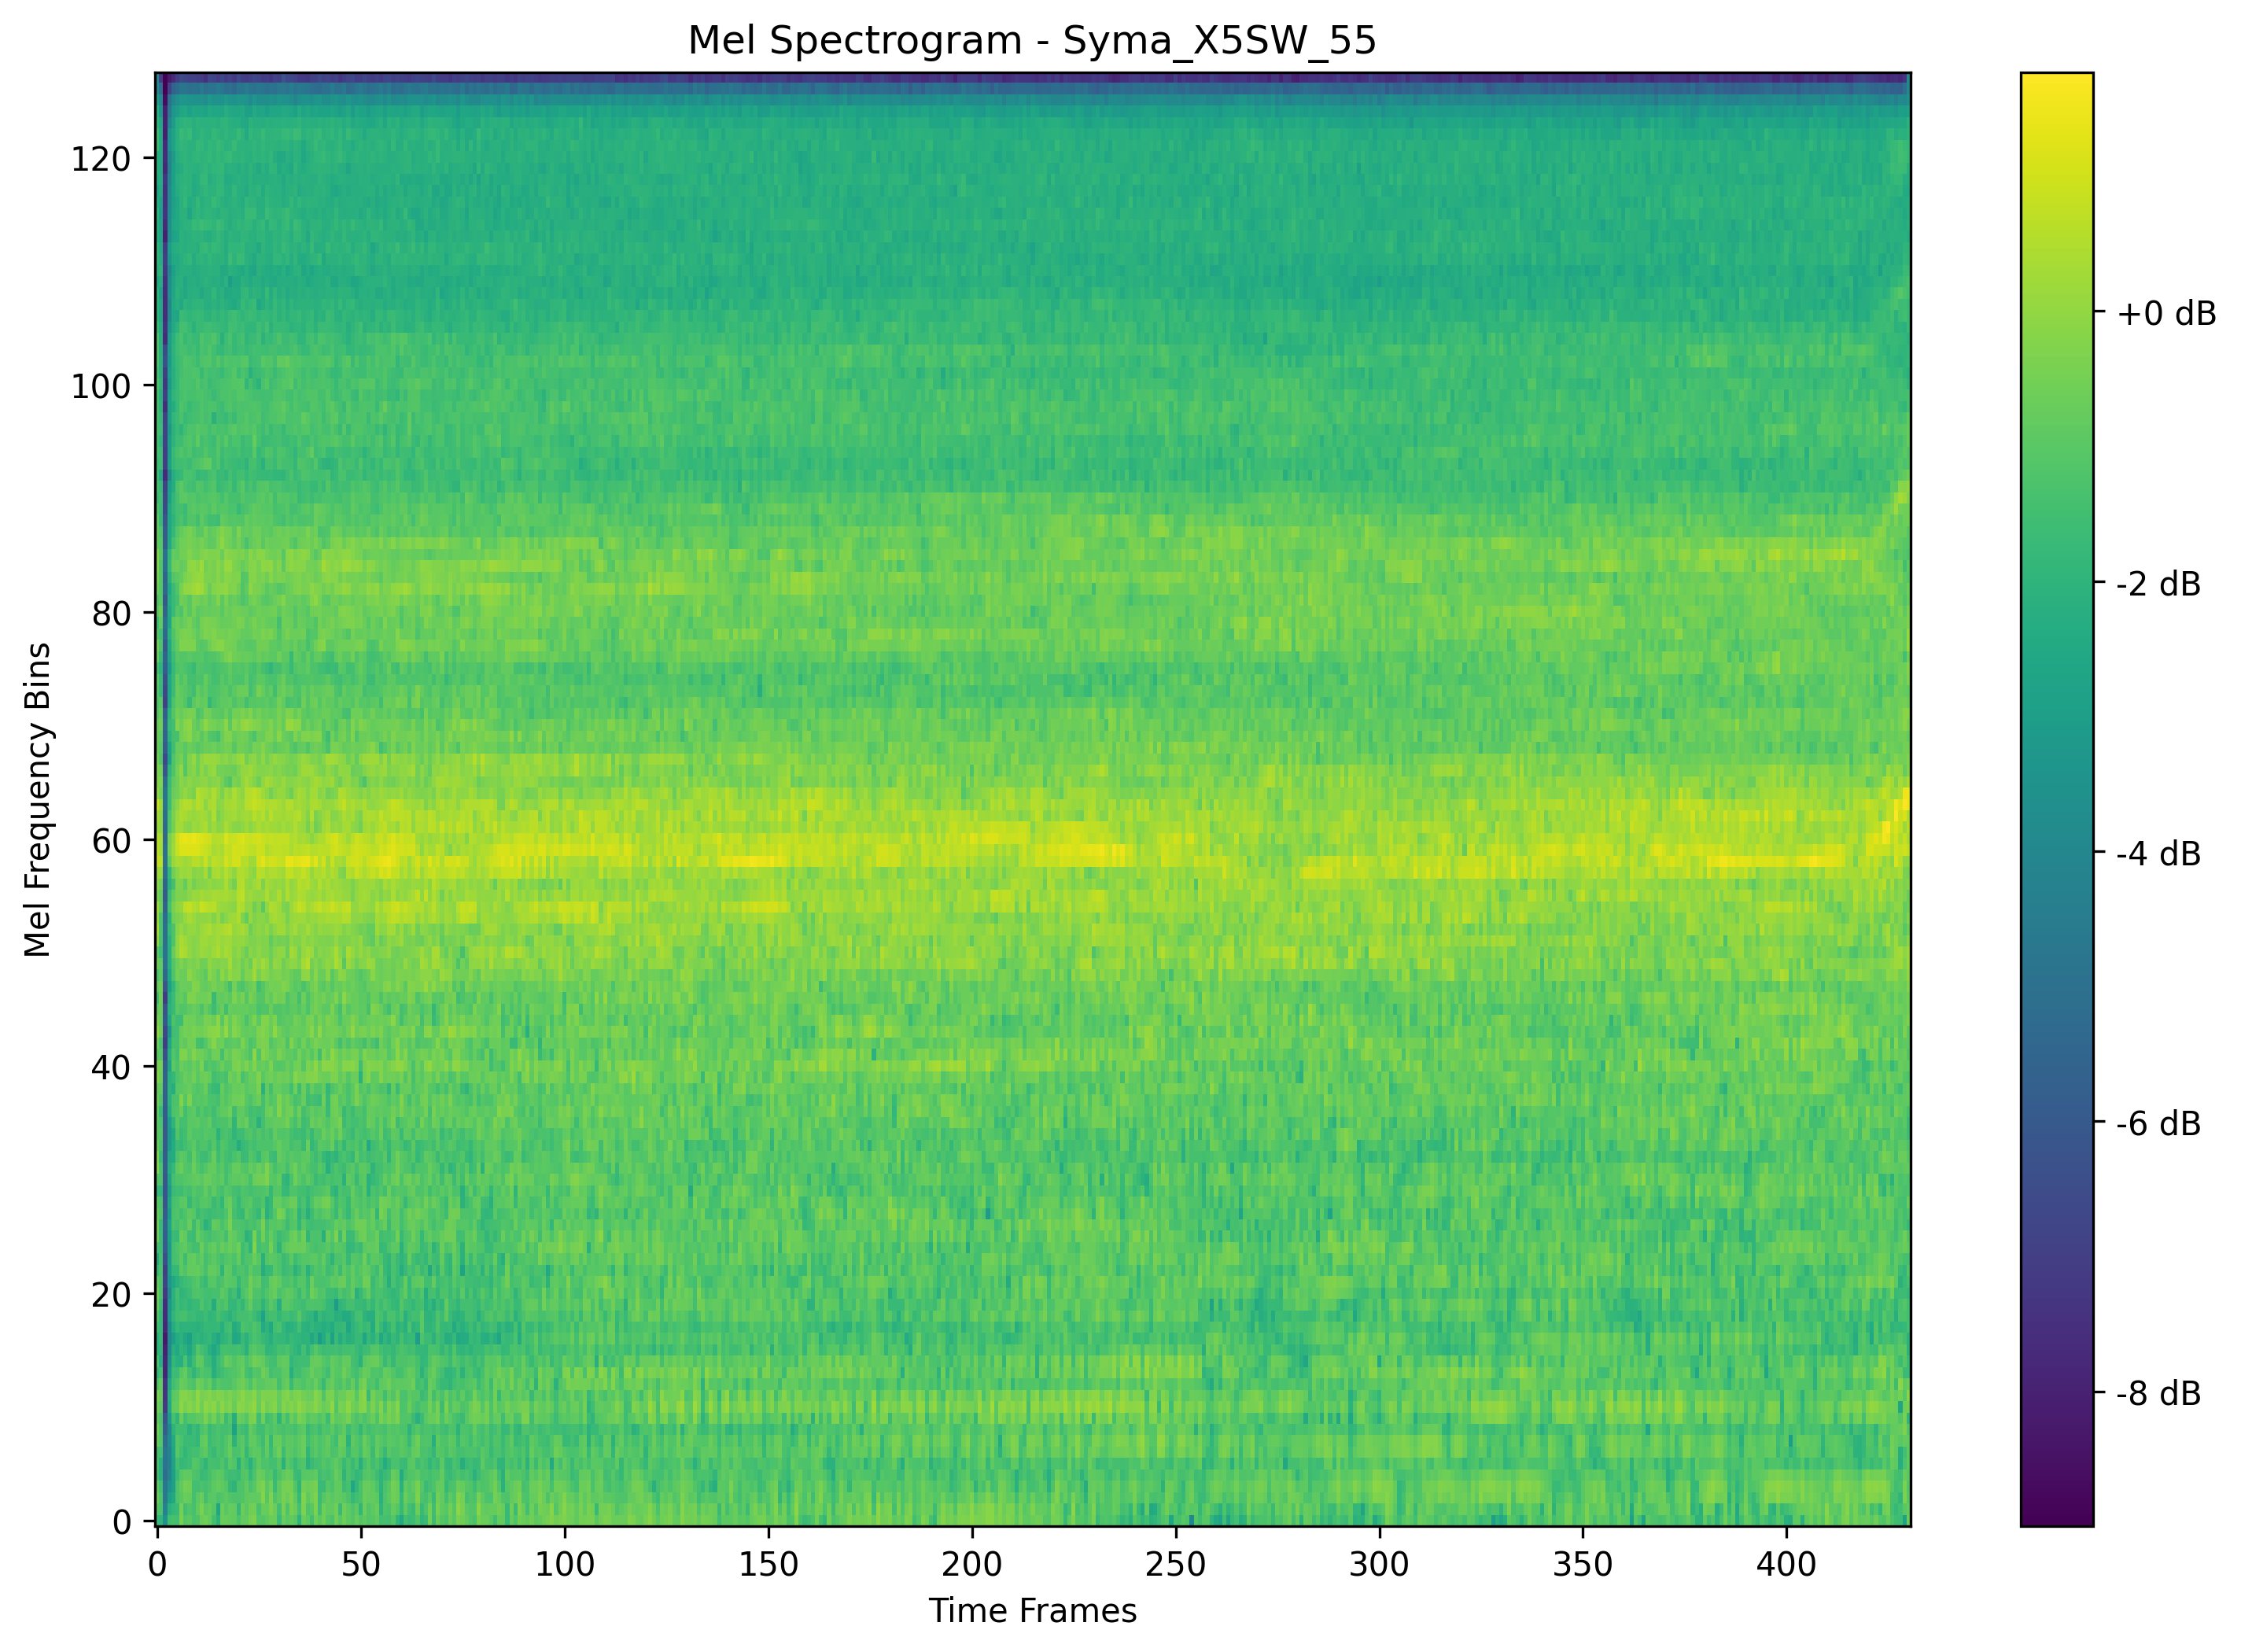 Mel Spectrogram - Syma_X5SW_55
Mel Frequency Bins
120
100
80
60
40
20
0
0 50 100 150 200 250 300 350 400
Time Frames
+0 dB
-2 dB
-4 dB
-6 dB
-8 dB